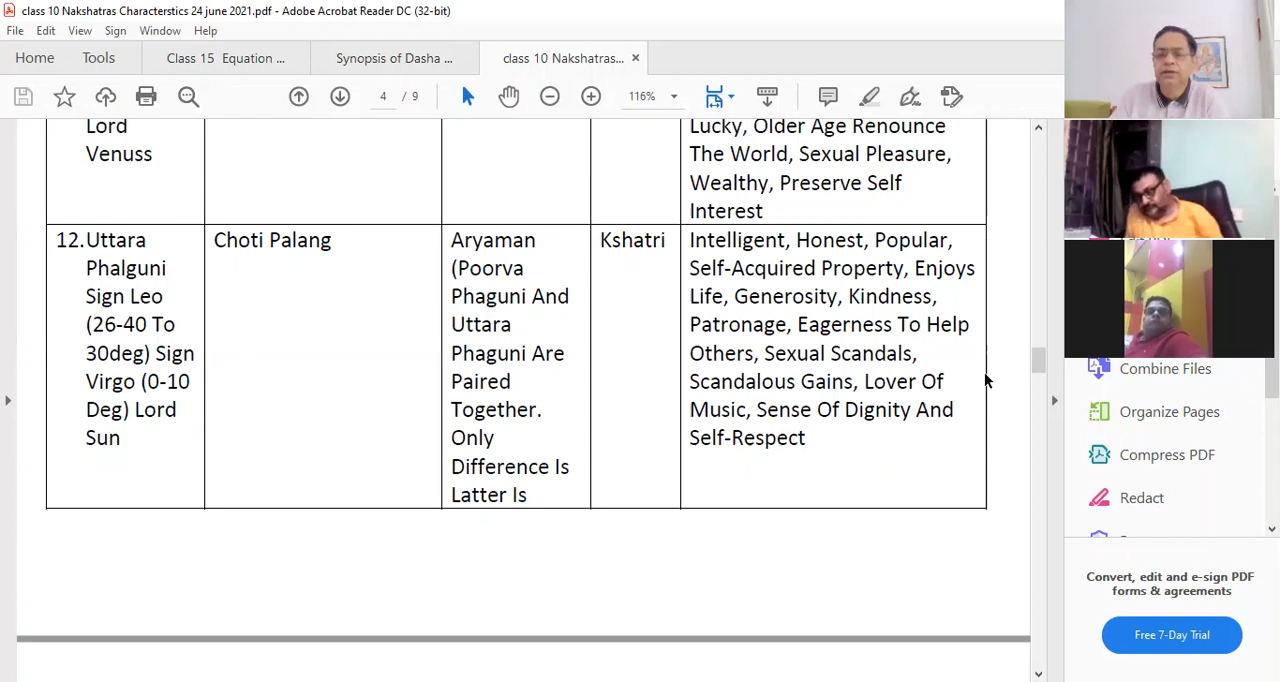 class 10 Nakshatras Characterstics 24 june 2021.pdf - Adobe Acrobat Reader DC (32-bit)
File Edit View Sign Window Help
Home Tools Class 15 Equation ... Synopsis of Dasha ... class 10 Nakshatras... ×
4 / 9 116%
Lord
Venuss
Lucky, Older Age Renounce
The World, Sexual Pleasure,
Wealthy, Preserve Self
Interest
12.Uttara
Phalguni
Sign Leo
(26-40 To
30deg) Sign
Virgo (0-10
Deg) Lord
Sun
Choti Palang
Aryaman
(Poorva
Phaguni And
Uttara
Phaguni Are
Paired
Together.
Only
Difference Is
Latter Is
Kshatri
Intelligent, Honest, Popular,
Self-Acquired Property, Enjoys
Life, Generosity, Kindness,
Patronage, Eagerness To Help
Others, Sexual Scandals,
Scandalous Gains, Lover Of
Music, Sense Of Dignity And
Self-Respect
Combine Files
Organize Pages
Compress PDF
Redact
Convert, edit and e-sign PDF
forms & agreements
Free 7-Day Trial